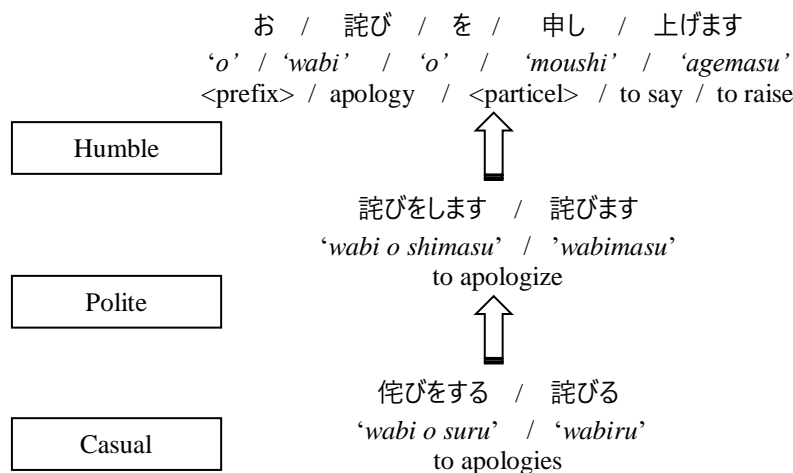 お / 詫び / を / 申し / 上げます
‘o’ / ‘wabi’ / ‘o’ / ‘moushi’ / ‘agemasu’
<prefix> / apology / <particel> / to say / to raise
Humble
詫びをします / 詫びます
‘wabi o shimasu’ / ’wabimasu’
to apologize
Polite
侘びをする / 詫びる
‘wabi o suru’ / ‘wabiru’
Casual
to apologies